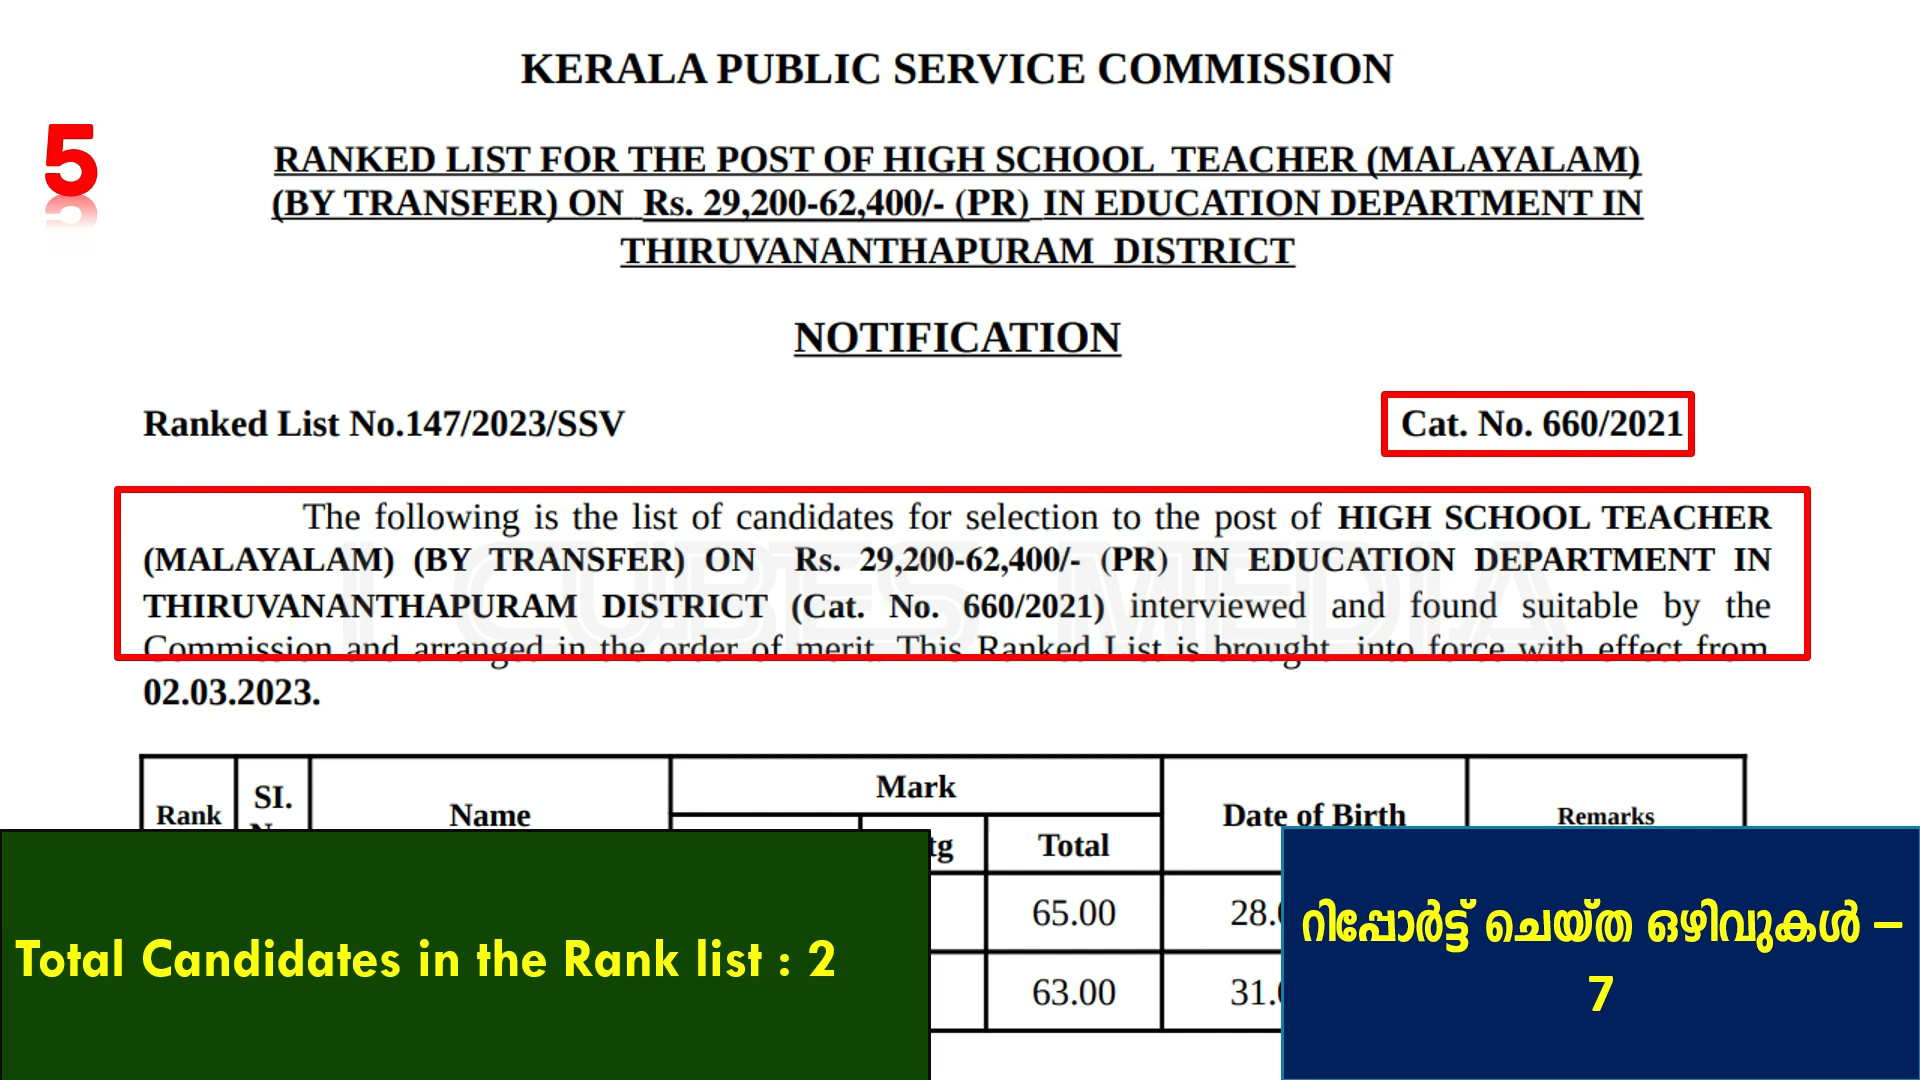 KERALA PUBLIC SERVICE COMMISSION
5
RANKED LIST FOR THE POST OF HIGH SCHOOL TEACHER (MALAYALAM)
(BY TRANSFER) ON Rs. 29,200-62,400/- (PR) IN EDUCATION DEPARTMENT IN
THIRUVANANTHAPURAM DISTRICT
NOTIFICATION
Ranked List No.147/2023/SSV
Cat. No. 660/2021
The following is the list of candidates for selection to the post of HIGH SCHOOL TEACHER
(MALAYALAM) (BY TRANSFER) ON Rs. 29,200-62,400/- (PR) IN EDUCATION DEPARTMENT IN
THIRUVANANTHAPURAM DISTRICT (Cat. No. 660/2021) interviewed and found suitable by the
Commission and arranged in the order of merit. This Ranked List is brought into force with effect from
02.03.2023.
I CUBES MEDIA
Rank
SI.
Name
Mark
Total
Date of Birth
Remarks
65.00
63.00
Total Candidates in the Rank list : 2
റിപ്പോർട്ട് ചെയ്ത ഒഴിവുകൾ –
7